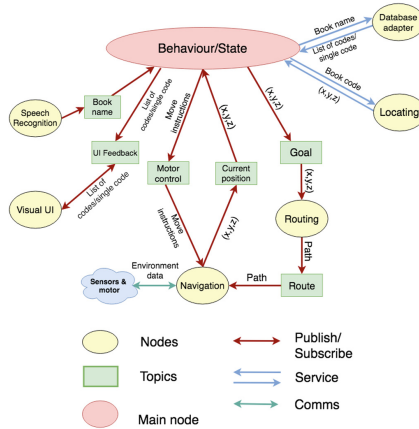 Behaviour/State
Book name
List of codes/
single code
Database
adapter
Book code
(x,y,z)
Locating
Speech
Recognition
Book
name
List of
codes/single code
UI Feedback
List of
codes/single code
Visual UI
Move
instructions
Motor
control
Move
instructions
(x,y,z)
Current
position
(x,y,z)
(x,y,z)
Goal
(x,y,z)
Routing
Path
Route
Path
Navigation
Environment
data
Sensors &
motor
Nodes
Topics
Main node
Publish/
Subscribe
Service
Comms